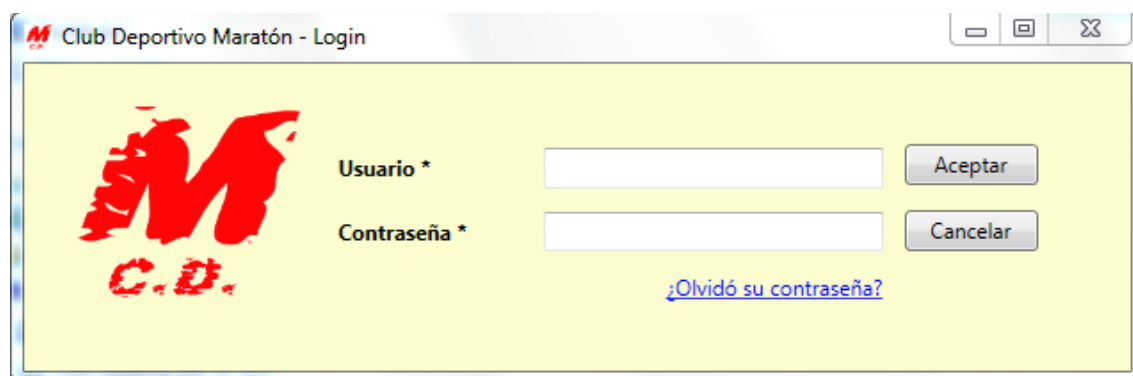 Club Deportivo Maratón - Login
Usuario *
Aceptar
Contraseña *
Cancelar
¿Olvidó su contraseña?
M
C.D.